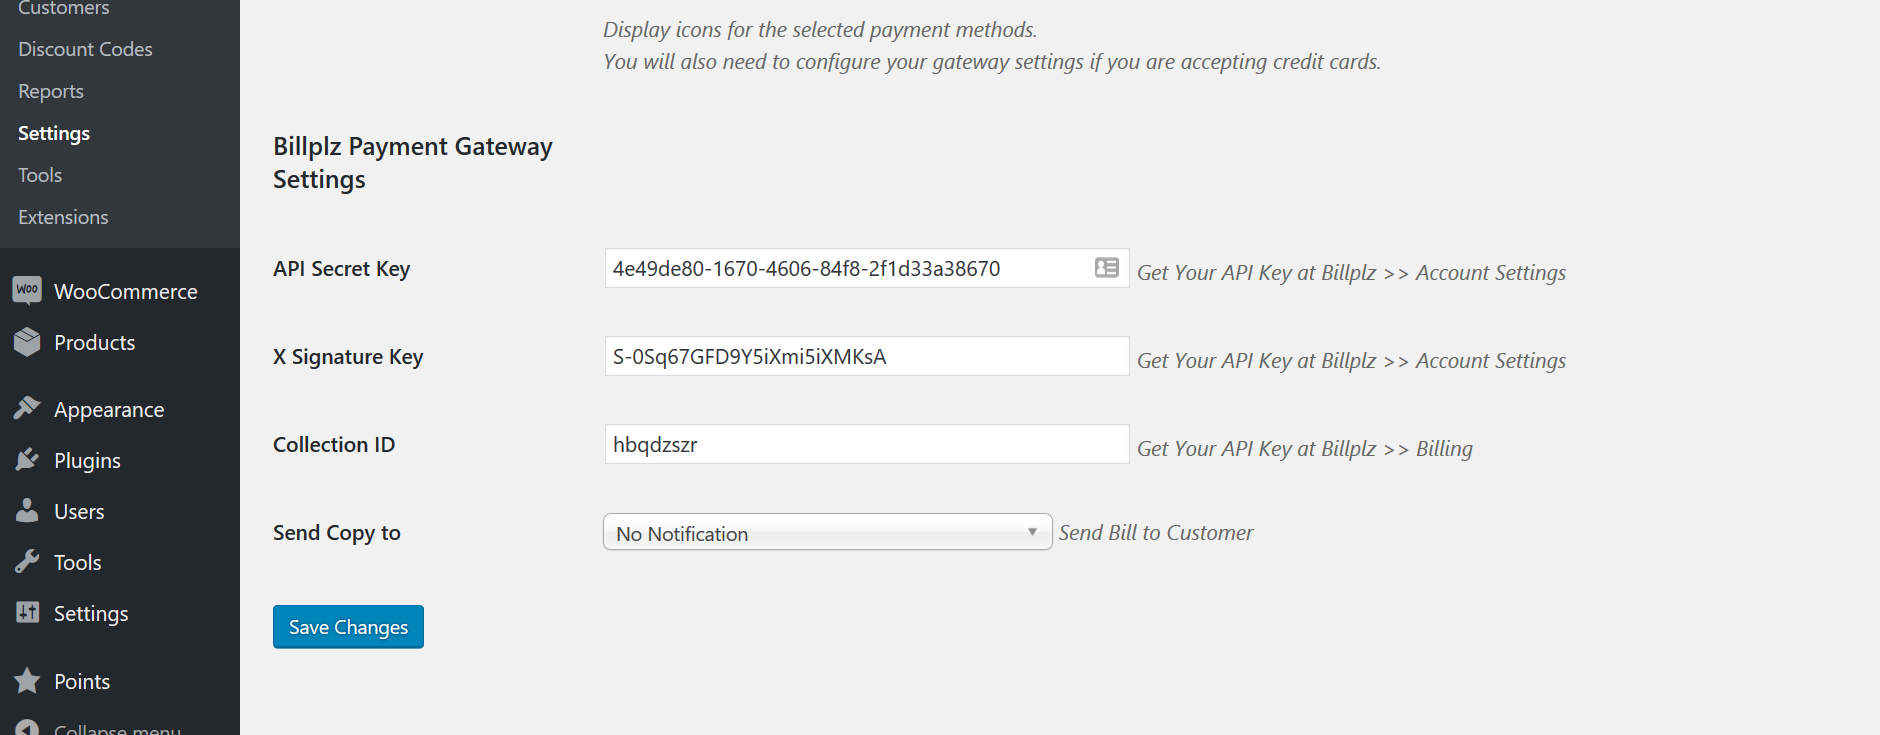 Customers
Discount Codes
Reports
Settings
Tools
Extensions
Woo WooCommerce
Products
Appearance
Plugins
Users
Tools
Settings
Points
Collapse menu
Display icons for the selected payment methods.
You will also need to configure your gateway settings if you are accepting credit cards.
Billplz Payment Gateway
Settings
API Secret Key 4e49de80-1670-4606-84f8-2f1d33a38670 Get Your API Key at Billplz >> Account Settings
X Signature Key S-0Sq67GFD9Y5iXmi5iXMKsA Get Your API Key at Billplz >> Account Settings
Collection ID hbqdzszr Get Your API Key at Billplz >> Billing
Send Copy to No Notification Send Bill to Customer
Save Changes